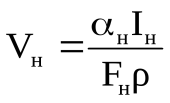 Vн = αнIн / Fнρ